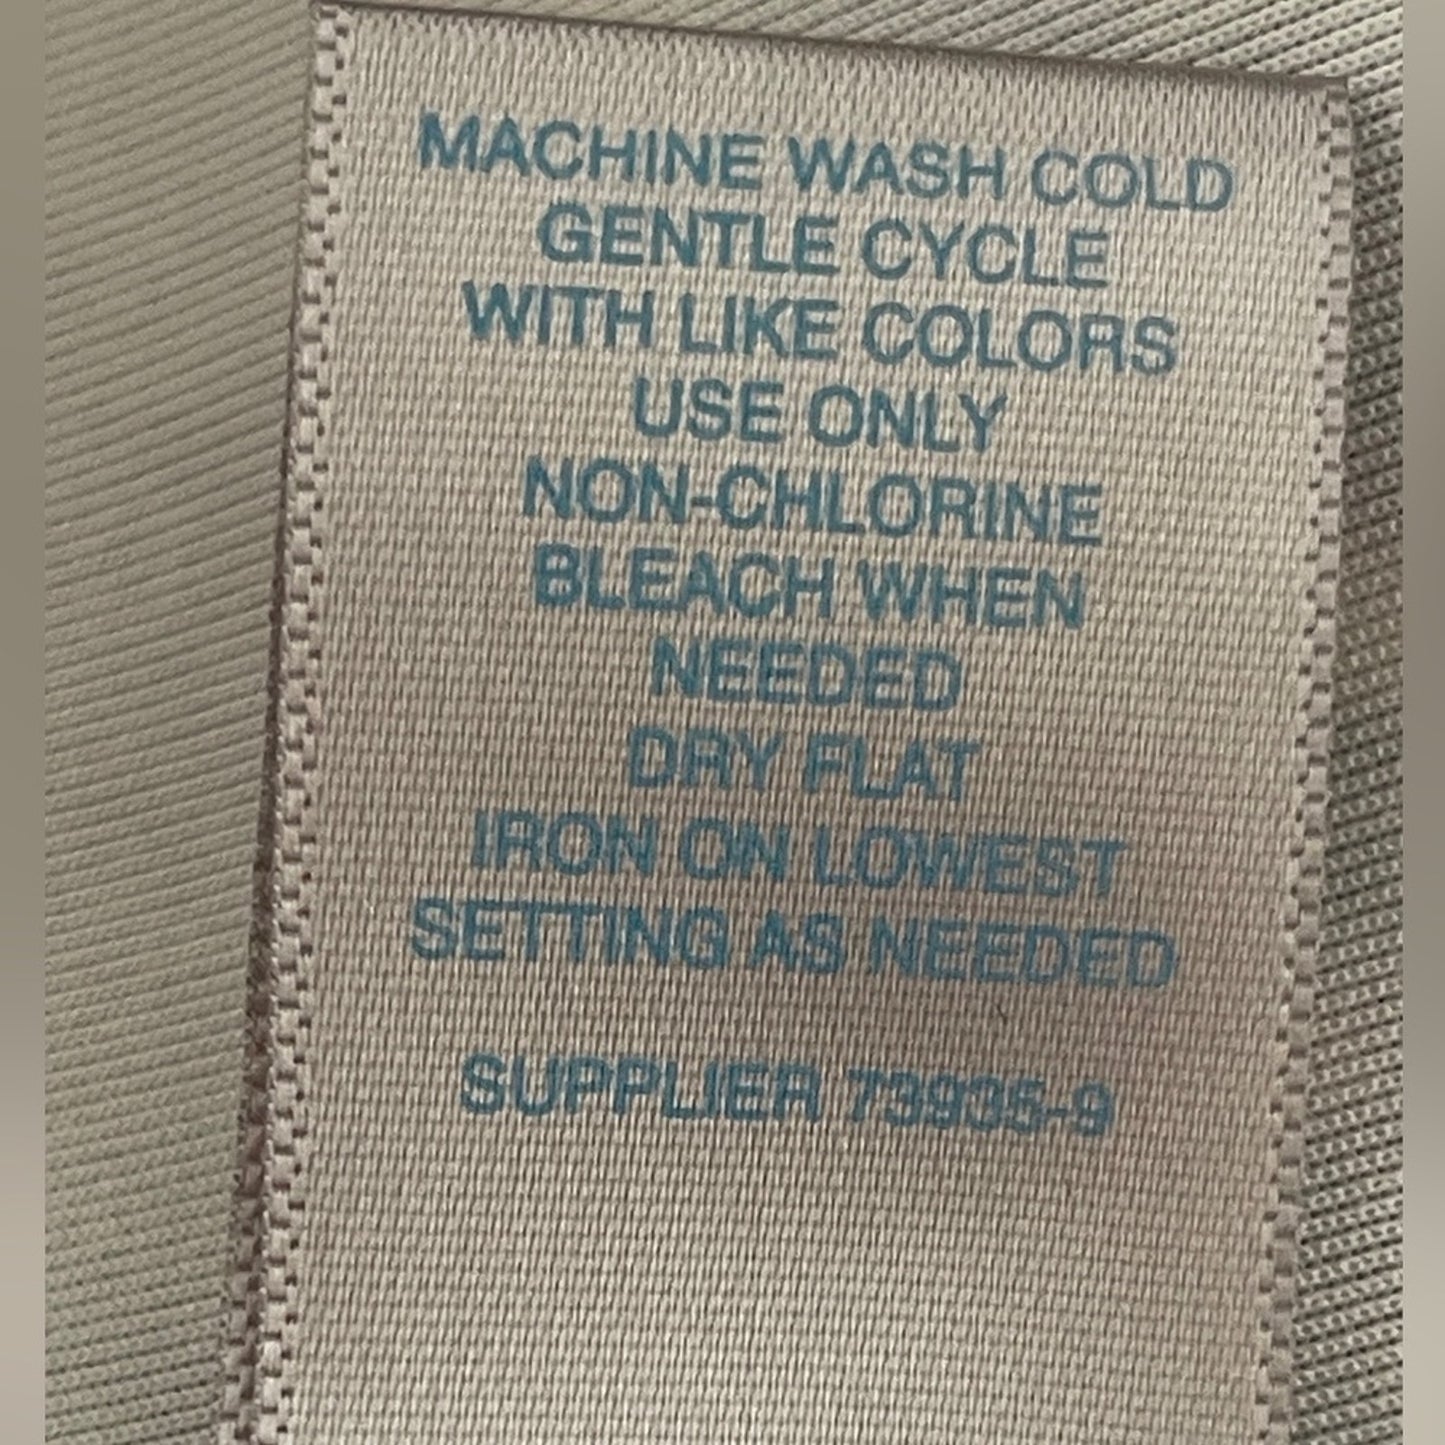 MACHINE WASH COLD
GENTLE CYCLE
WITH LIKE COLORS
USE ONLY
NON-CHLORINE
BLEACH WHEN
NEEDED
DRY FLAT
IRON ON LOWEST
SETTING AS NEEDED
SUPPLIER 73935-9